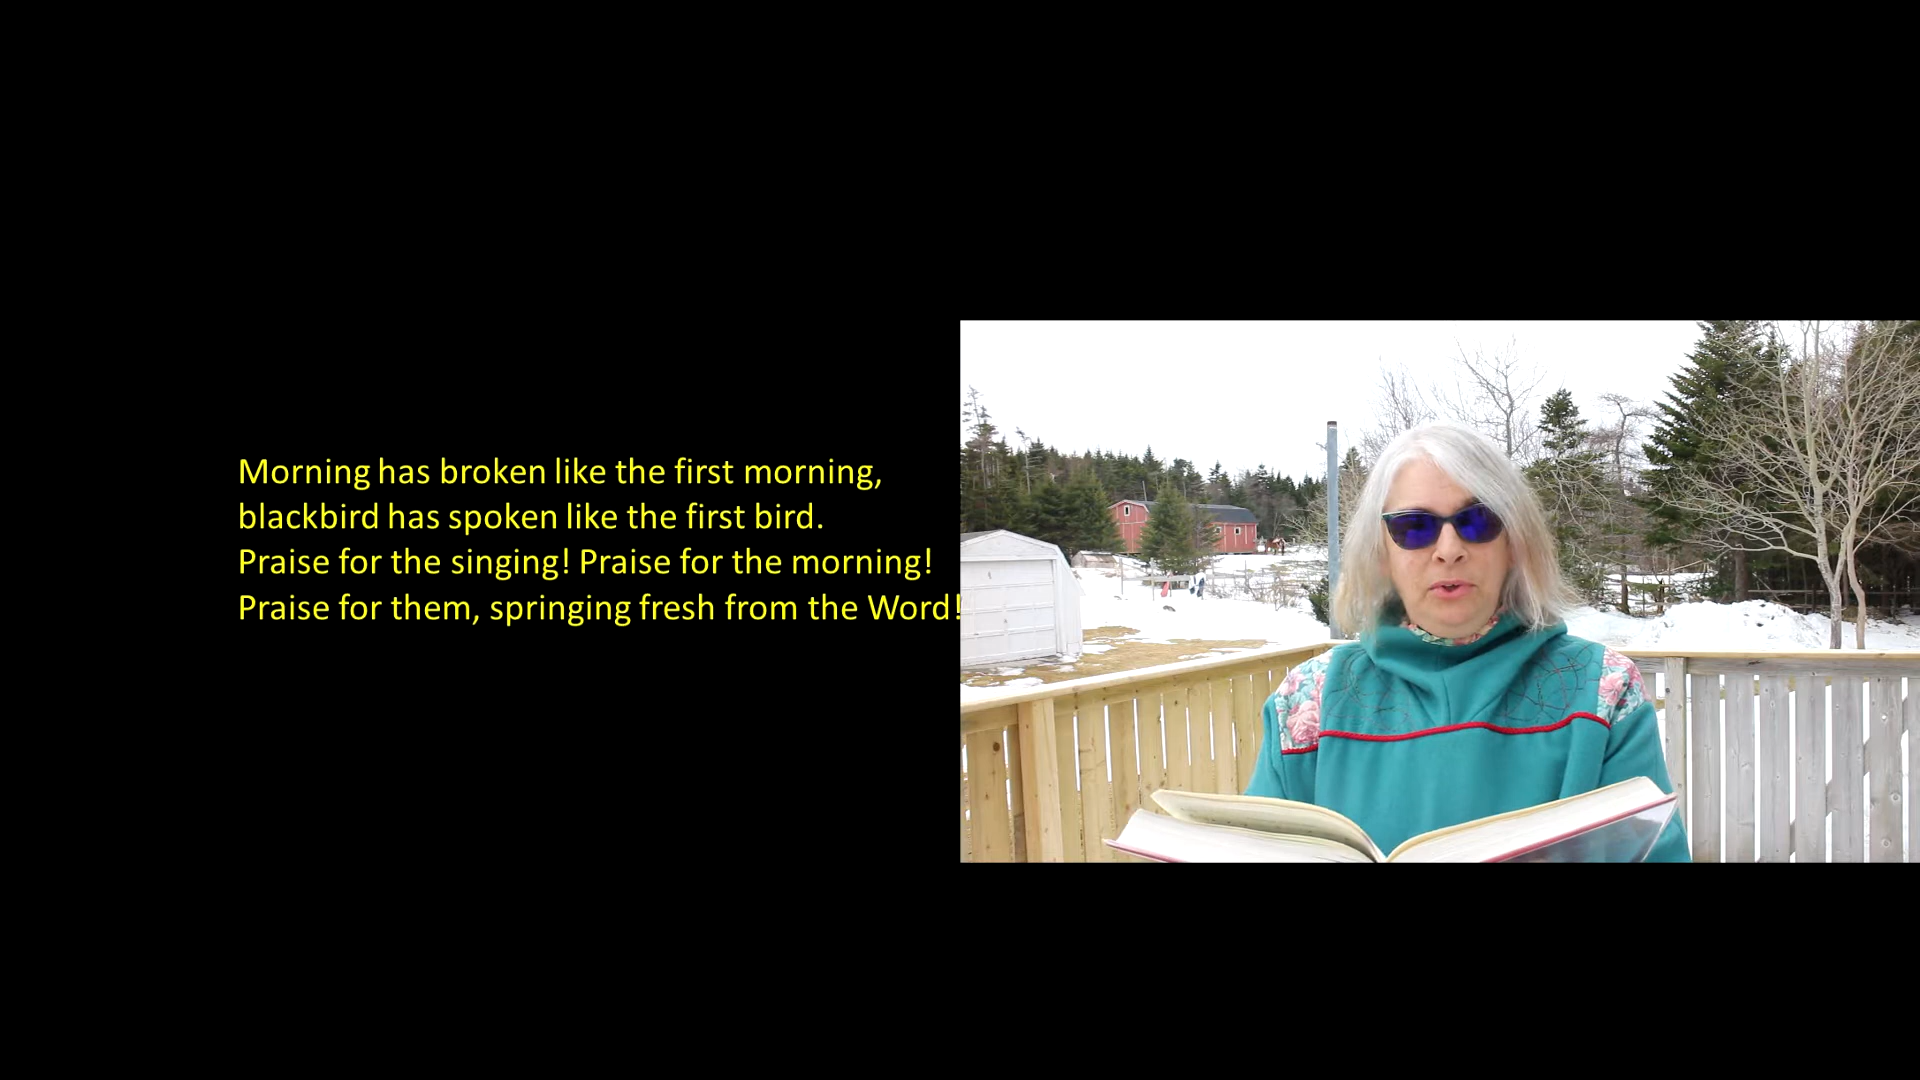 Morning has broken like the first morning,
blackbird has spoken like the first bird.
Praise for the singing! Praise for the morning!
Praise for them, springing fresh from the Word!